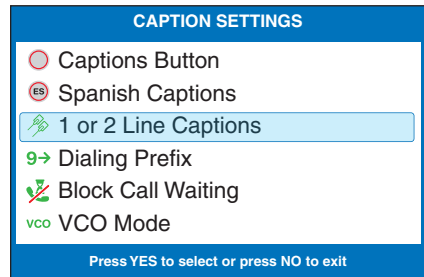 CAPTION SETTINGS
Captions Button
ES Spanish Captions
1 or 2 Line Captions
9→ Dialing Prefix
Block Call Waiting
VCO VCO Mode
Press YES to select or press NO to exit